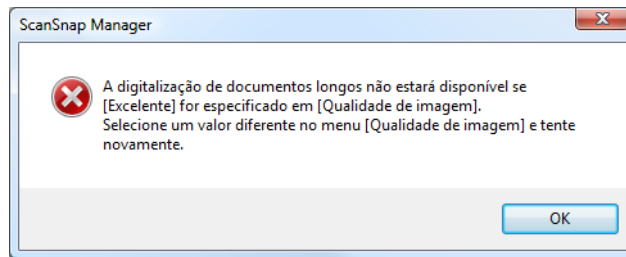 ScanSnap Manager
A digitalização de documentos longos não estará disponível se
[Excelente] for especificado em [Qualidade de imagem].
Selecione um valor diferente no menu [Qualidade de imagem] e tente
novamente.
OK